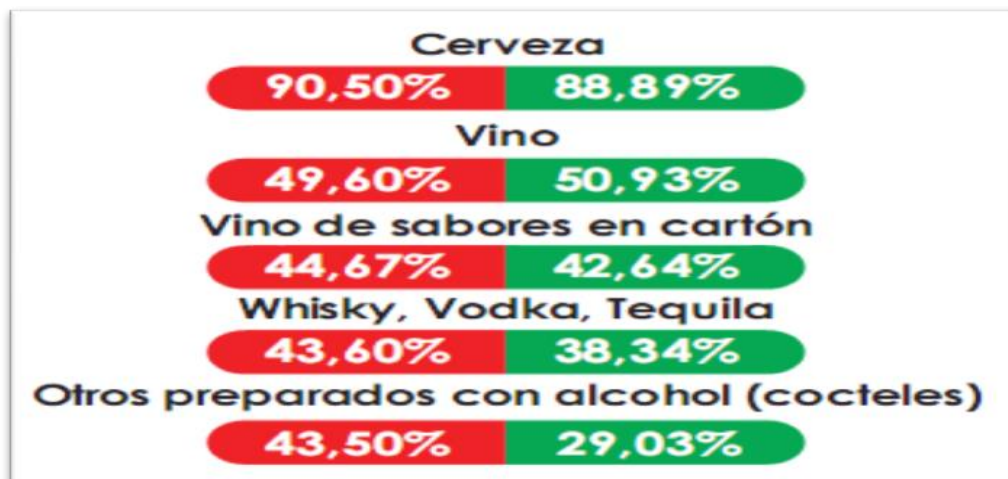 Cerveza
90,50% 88,89%
Vino
49,60% 50,93%
Vino de sabores en cartón
44,67% 42,64%
Whisky, Vodka, Tequila
43,60% 38,34%
Otros preparados con alcohol (cocteles)
43,50% 29,03%